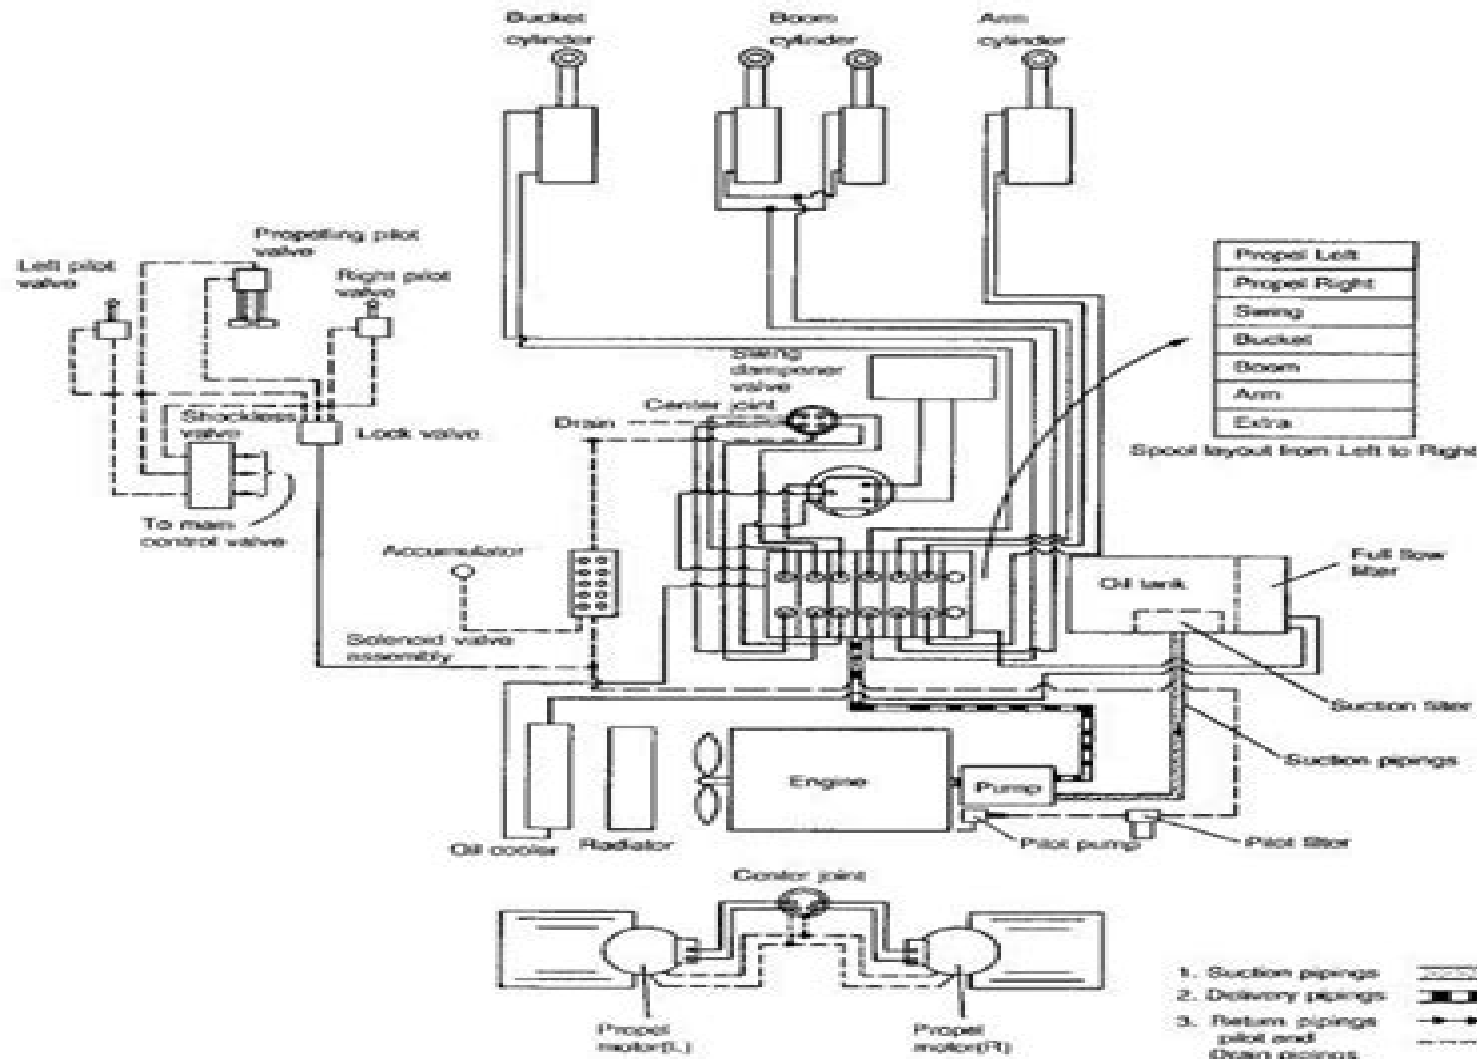 Bucket
cylinder
Boom
cylinder
Arm
cylinder
Propelling pilot
valve
Left pilot
valve
Right pilot
valve
Propel Left
Propel Right
Swing
Bucket
Boom
Arm
Extra
Spool layout from Left to Right
Swing
dampener
valve
Center joint
Drain
Shockless
valve
Lock valve
To main
control valve
Accumulator
Solenoid valve
assembly
Oil tank
Full flow
filter
Suction filter
Suction pipings
Engine
Pump
Oil cooler
Radiator
Pilot pump
Pilot filter
Center joint
Propel
motor(L)
Propel
motor(R)
1. Suction pipings
2. Delivery pipings
3. Return pipings
pilot and
Drain pipings